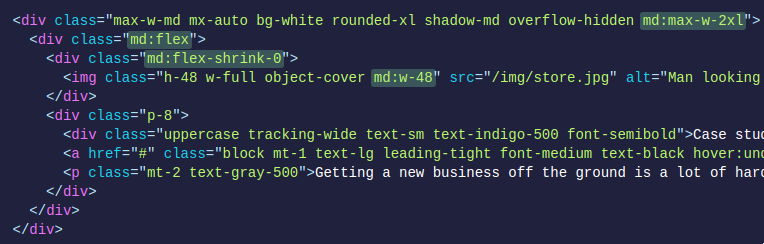 <div class="max-w-md mx-auto bg-white rounded-xl shadow-md overflow-hidden md:max-w-2xl">
<div class="md:flex">
<div class="md:flex-shrink-0">
<img class="h-48 w-full object-cover md:w-48" src="/img/store.jpg" alt="Man looking
</div>
<div class="p-8">
<div class="uppercase tracking-wide text-sm text-indigo-500 font-semibold">Case stud
<a href="#" class="block mt-1 text-lg leading-tight font-medium text-black hover:und
<p class="mt-2 text-gray-500">Getting a new business off the ground is a lot of hard
</div>
</div>
</div>